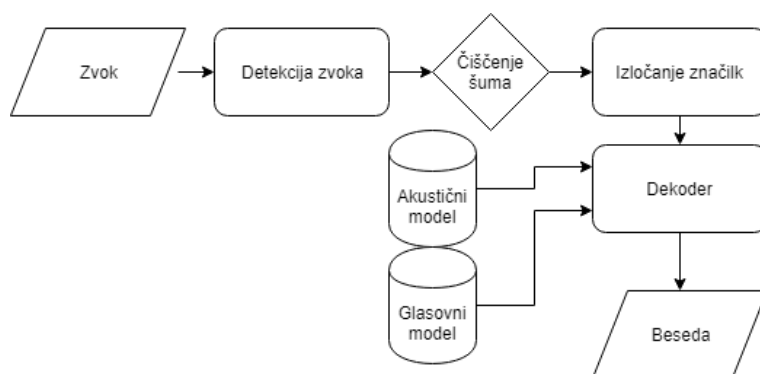 Zvok
Detekcija zvoka
Čiščenje
šuma
Izločanje značilk
Akustični
model
Dekoder
Glasovni
model
Beseda